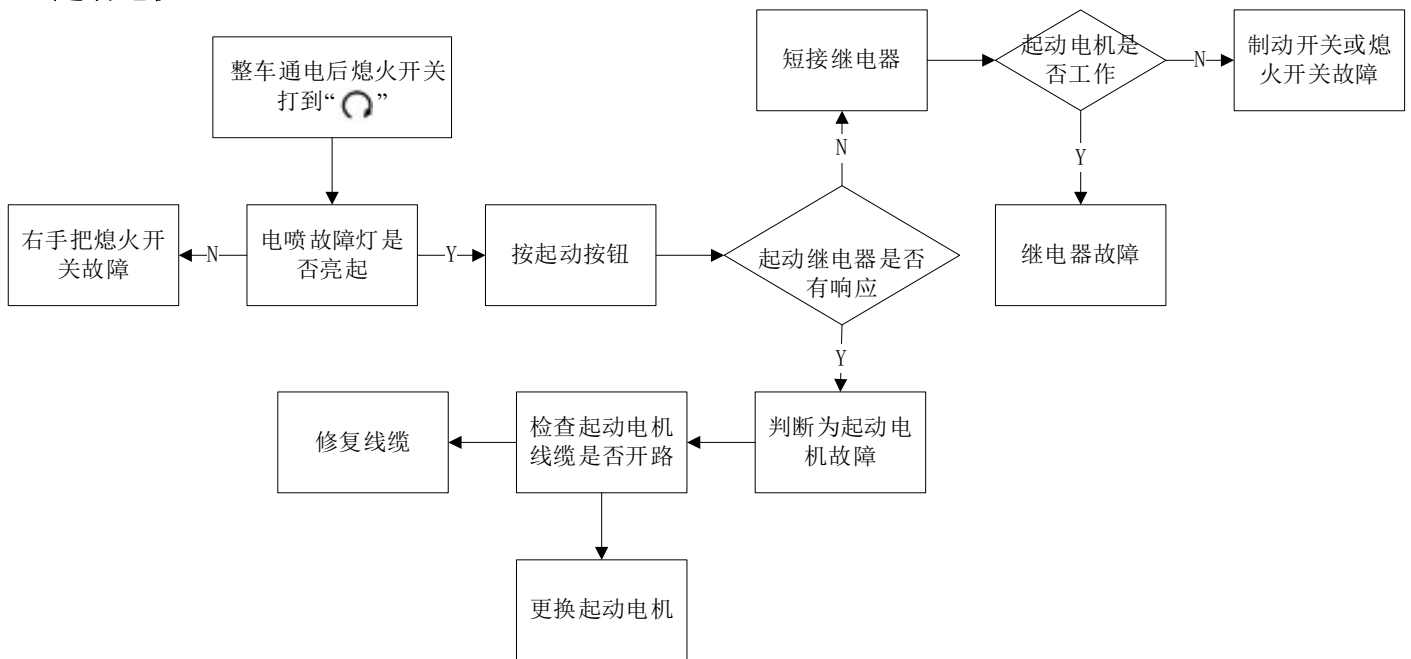 整车通电后熄火开关
打到“ ”
短接继电器
起动电机是
否工作
N
制动开关或熄
火开关故障
N
Y
右手把熄火开
关故障
N
电喷故障灯是
否亮起
Y
按起动按钮
起动继电器是否
有响应
继电器故障
Y
修复线缆
检查起动电机
线缆是否开路
判断为起动电
机故障
更换起动电机